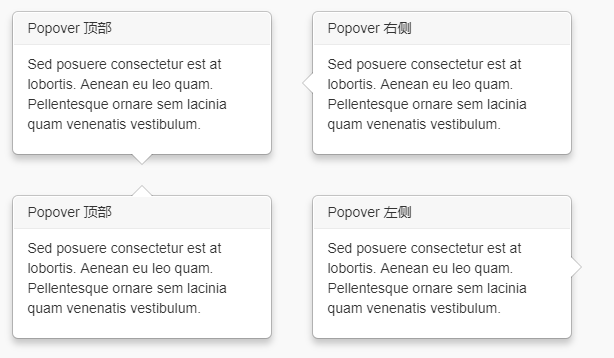 Popover 顶部
Sed posuere consectetur est at
lobortis. Aenean eu leo quam.
Pellentesque ornare sem lacinia
quam venenatis vestibulum.
Popover 右侧
Sed posuere consectetur est at
lobortis. Aenean eu leo quam.
Pellentesque ornare sem lacinia
quam venenatis vestibulum.
Popover 顶部
Sed posuere consectetur est at
lobortis. Aenean eu leo quam.
Pellentesque ornare sem lacinia
quam venenatis vestibulum.
Popover 左侧
Sed posuere consectetur est at
lobortis. Aenean eu leo quam.
Pellentesque ornare sem lacinia
quam venenatis vestibulum.